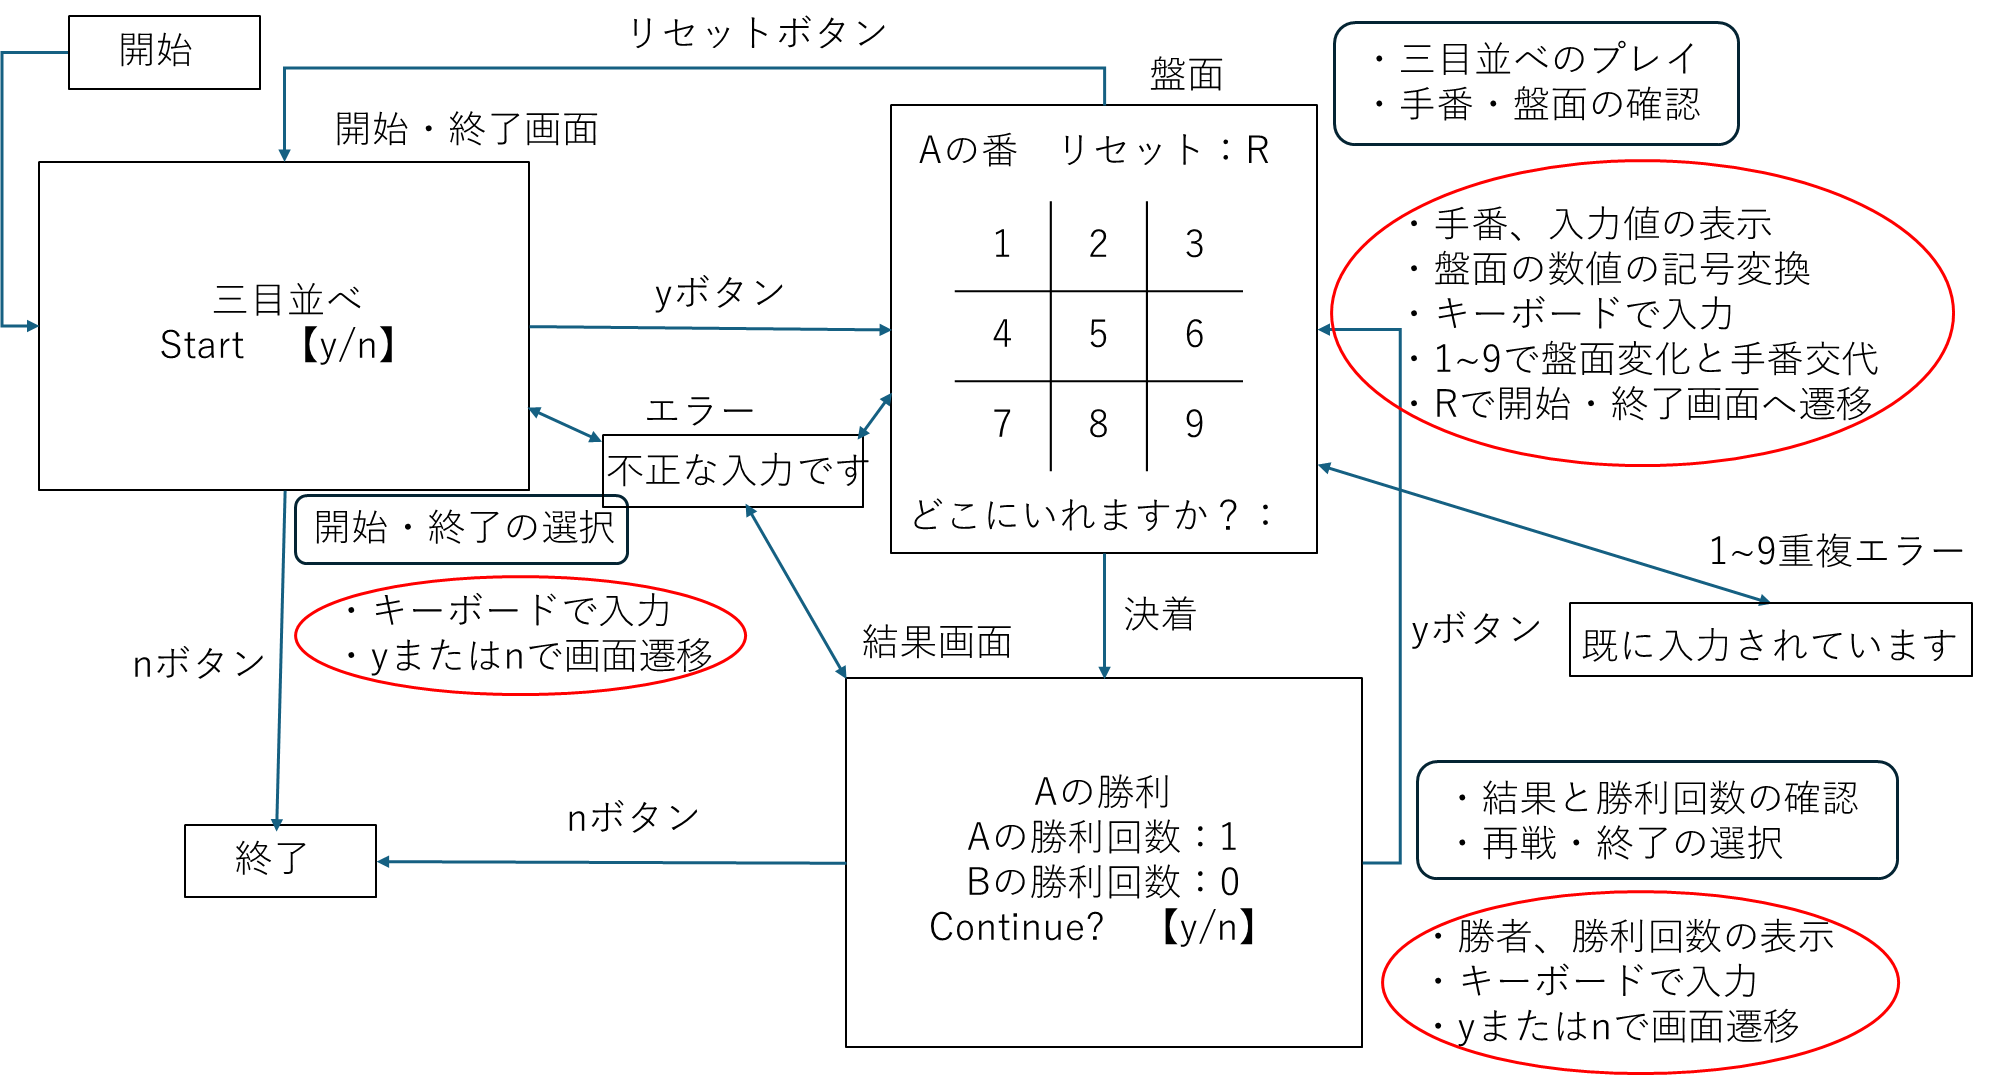 開始
リセットボタン
盤面
・三目並べのプレイ
・手番・盤面の確認
開始・終了画面
Aの番　リセット：R
・手番、入力値の表示
・盤面の数値の記号変換
・キーボードで入力
・1~9で盤面変化と手番交代
・Rで開始・終了画面へ遷移
1 2 3
4 5 6
7 8 9
どこにいれますか？：
三目並べ
Start　【y/n】
yボタン
エラー
不正な入力です
開始・終了の選択
・キーボードで入力
・yまたはnで画面遷移
nボタン
決着
結果画面
yボタン
1~9重複エラー
既に入力されています
Aの勝利
Aの勝利回数：1
Bの勝利回数：0
Continue?　【y/n】
nボタン
終了
・結果と勝利回数の確認
・再戦・終了の選択
・勝者、勝利回数の表示
・キーボードで入力
・yまたはnで画面遷移